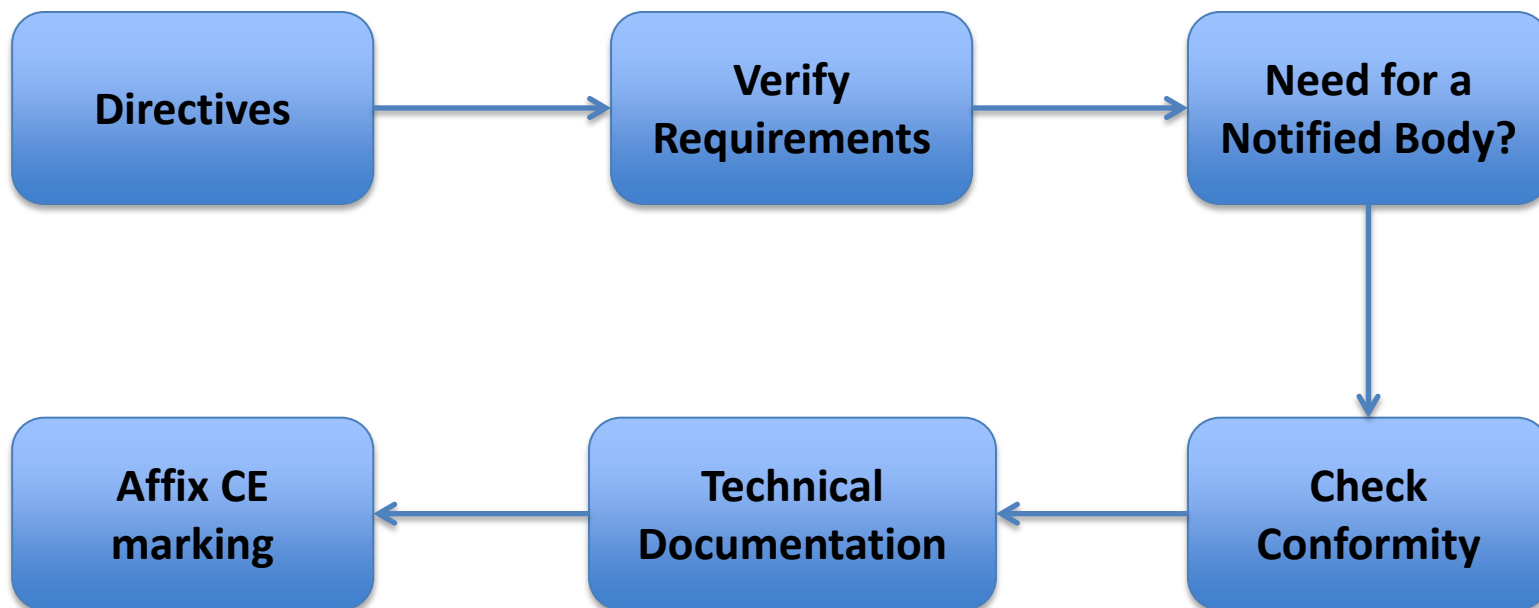 Directives
Verify
Requirements
Need for a
Notified Body?
Check
Conformity
Technical
Documentation
Affix CE
marking